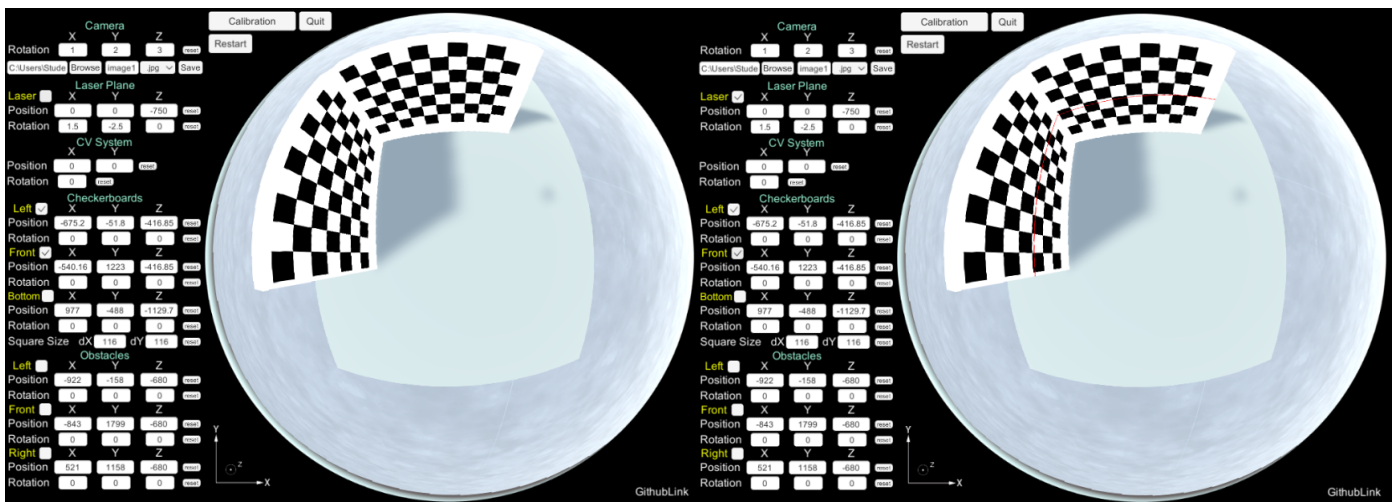 Camera
X Y Z
Rotation 1 2 3 reset
C:\Users\Stude Browse image1 .jpg Save
Laser Plane
Laser X Y Z
Position 0 0 -750 reset
Rotation 1.5 -2.5 0 reset
CV System
X Y
Position 0 0 reset
Rotation 0 reset
Checkerboards
Left X Y Z
Position -675.2 -51.8 -416.85 reset
Rotation 0 0 0 reset
Front X Y Z
Position -540.16 1223 -416.85 reset
Rotation 0 0 0 reset
Bottom X Y Z
Position 977 -488 -1129.7 reset
Rotation 0 0 0 reset
Square Size dX 116 dY 116 reset
Obstacles
Left X Y Z
Position -922 -158 -680 reset
Rotation 0 0 0 reset
Front X Y Z
Position -843 1799 -680 reset
Rotation 0 0 0 reset
Right X Y Z
Position 521 1158 -680 reset
Rotation 0 0 0 reset
Calibration Quit
Restart
Y
Z
X
GithubLink
Camera
X Y Z
Rotation 1 2 3 reset
C:\Users\Stude Browse image1 .jpg Save
Laser Plane
Laser X Y Z
Position 0 0 -750 reset
Rotation 1.5 -2.5 0 reset
CV System
X Y
Position 0 0 reset
Rotation 0 reset
Checkerboards
Left X Y Z
Position -675.2 -51.8 -416.85 reset
Rotation 0 0 0 reset
Front X Y Z
Position -540.16 1223 -416.85 reset
Rotation 0 0 0 reset
Bottom X Y Z
Position 977 -488 -1129.7 reset
Rotation 0 0 0 reset
Square Size dX 116 dY 116 reset
Obstacles
Left X Y Z
Position -922 -158 -680 reset
Rotation 0 0 0 reset
Front X Y Z
Position -843 1799 -680 reset
Rotation 0 0 0 reset
Right X Y Z
Position 521 1158 -680 reset
Rotation 0 0 0 reset
Calibration Quit
Restart
Y
Z
X
GithubLink